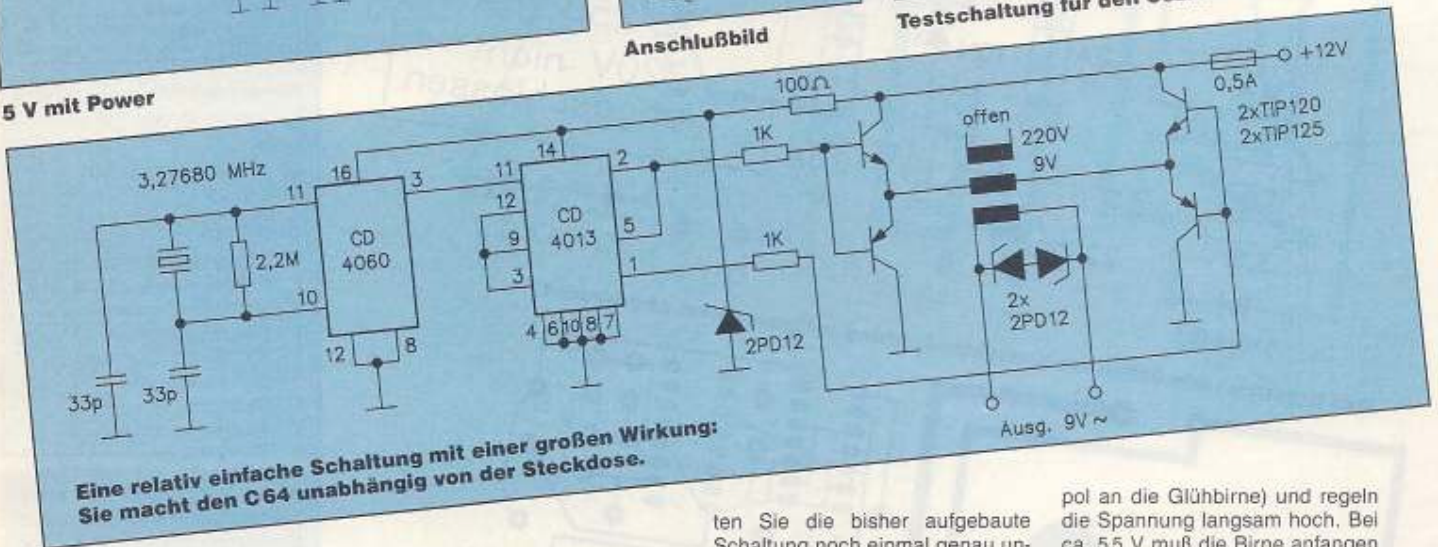 Anschlußbild
Testschaltung für den
5 V mit Power
100Ω
offen
+12V
0,5A
2xTIP120
2xTIP125
220V
9V
3,27680 MHz
11
16
3
11
14
2
1K
12
9
3
CD
4013
5
1
1K
CD
4060
2,2M
10
12
8
4
6
10
8
7
2PD12
2x
2PD12
33p
33p
Ausg. 9V ~
Eine relativ einfache Schaltung mit einer großen Wirkung:
Sie macht den C 64 unabhängig von der Steckdose.
ten Sie die bisher aufgebaute
Schaltung noch einmal genau un-
pol an die Glühbirne) und regeln
die Spannung langsam hoch. Bei
ca. 5,5 V muß die Birne anfangen